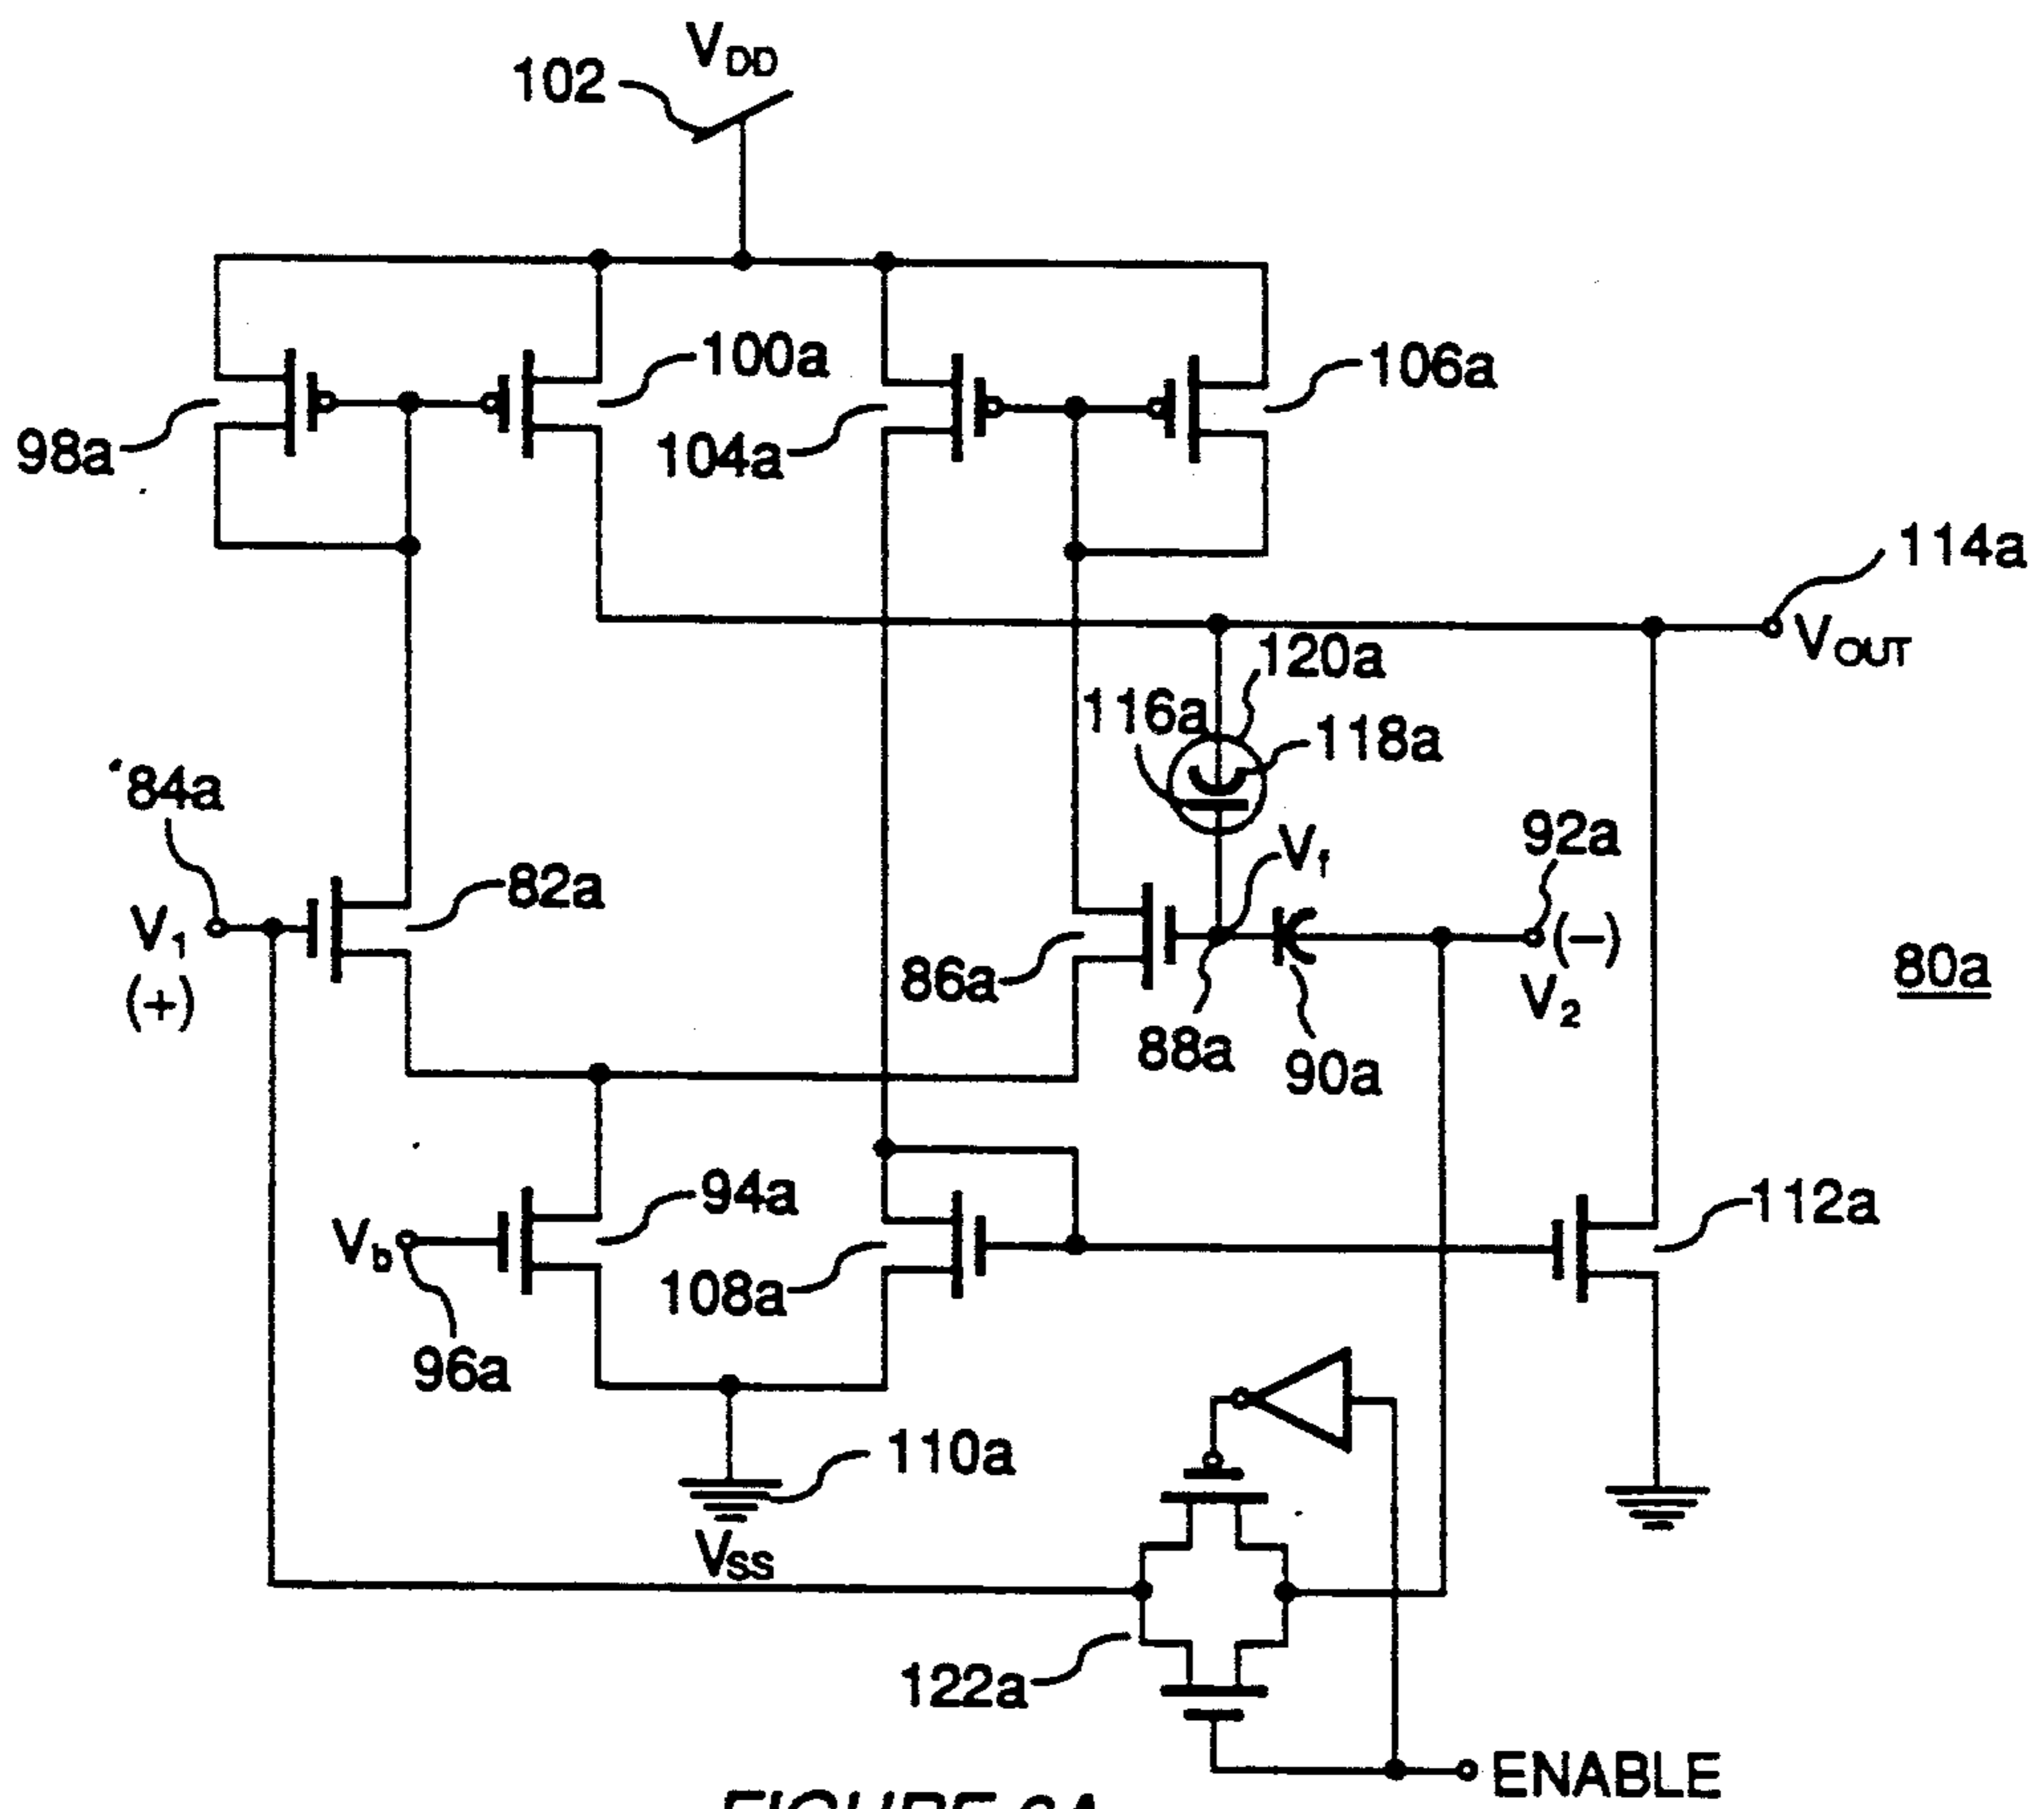 VDD
102
100a
106a
98a
104a
114a
VOUT
120a
116a
118a
84a
Vf
92a
V1
82a
(+)
86a
(−)
V2
80a
88a
90a
94a
112a
Vb
108a
96a
110a
VSS
122a
ENABLE